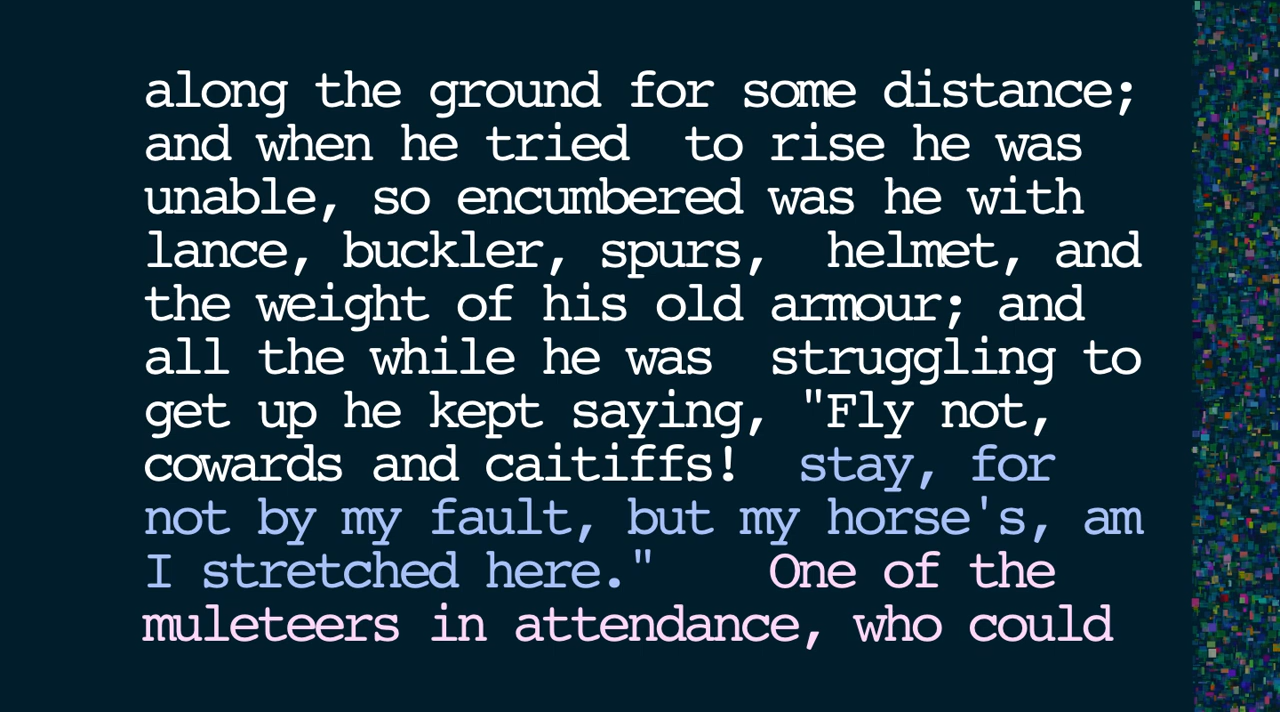 along the ground for some distance;
and when he tried  to rise he was
unable, so encumbered was he with
lance, buckler, spurs,  helmet, and
the weight of his old armour; and
all the while he was  struggling to
get up he kept saying, "Fly not,
cowards and caitiffs!  stay, for
not by my fault, but my horse's, am
I stretched here."    One of the
muleteers in attendance, who could